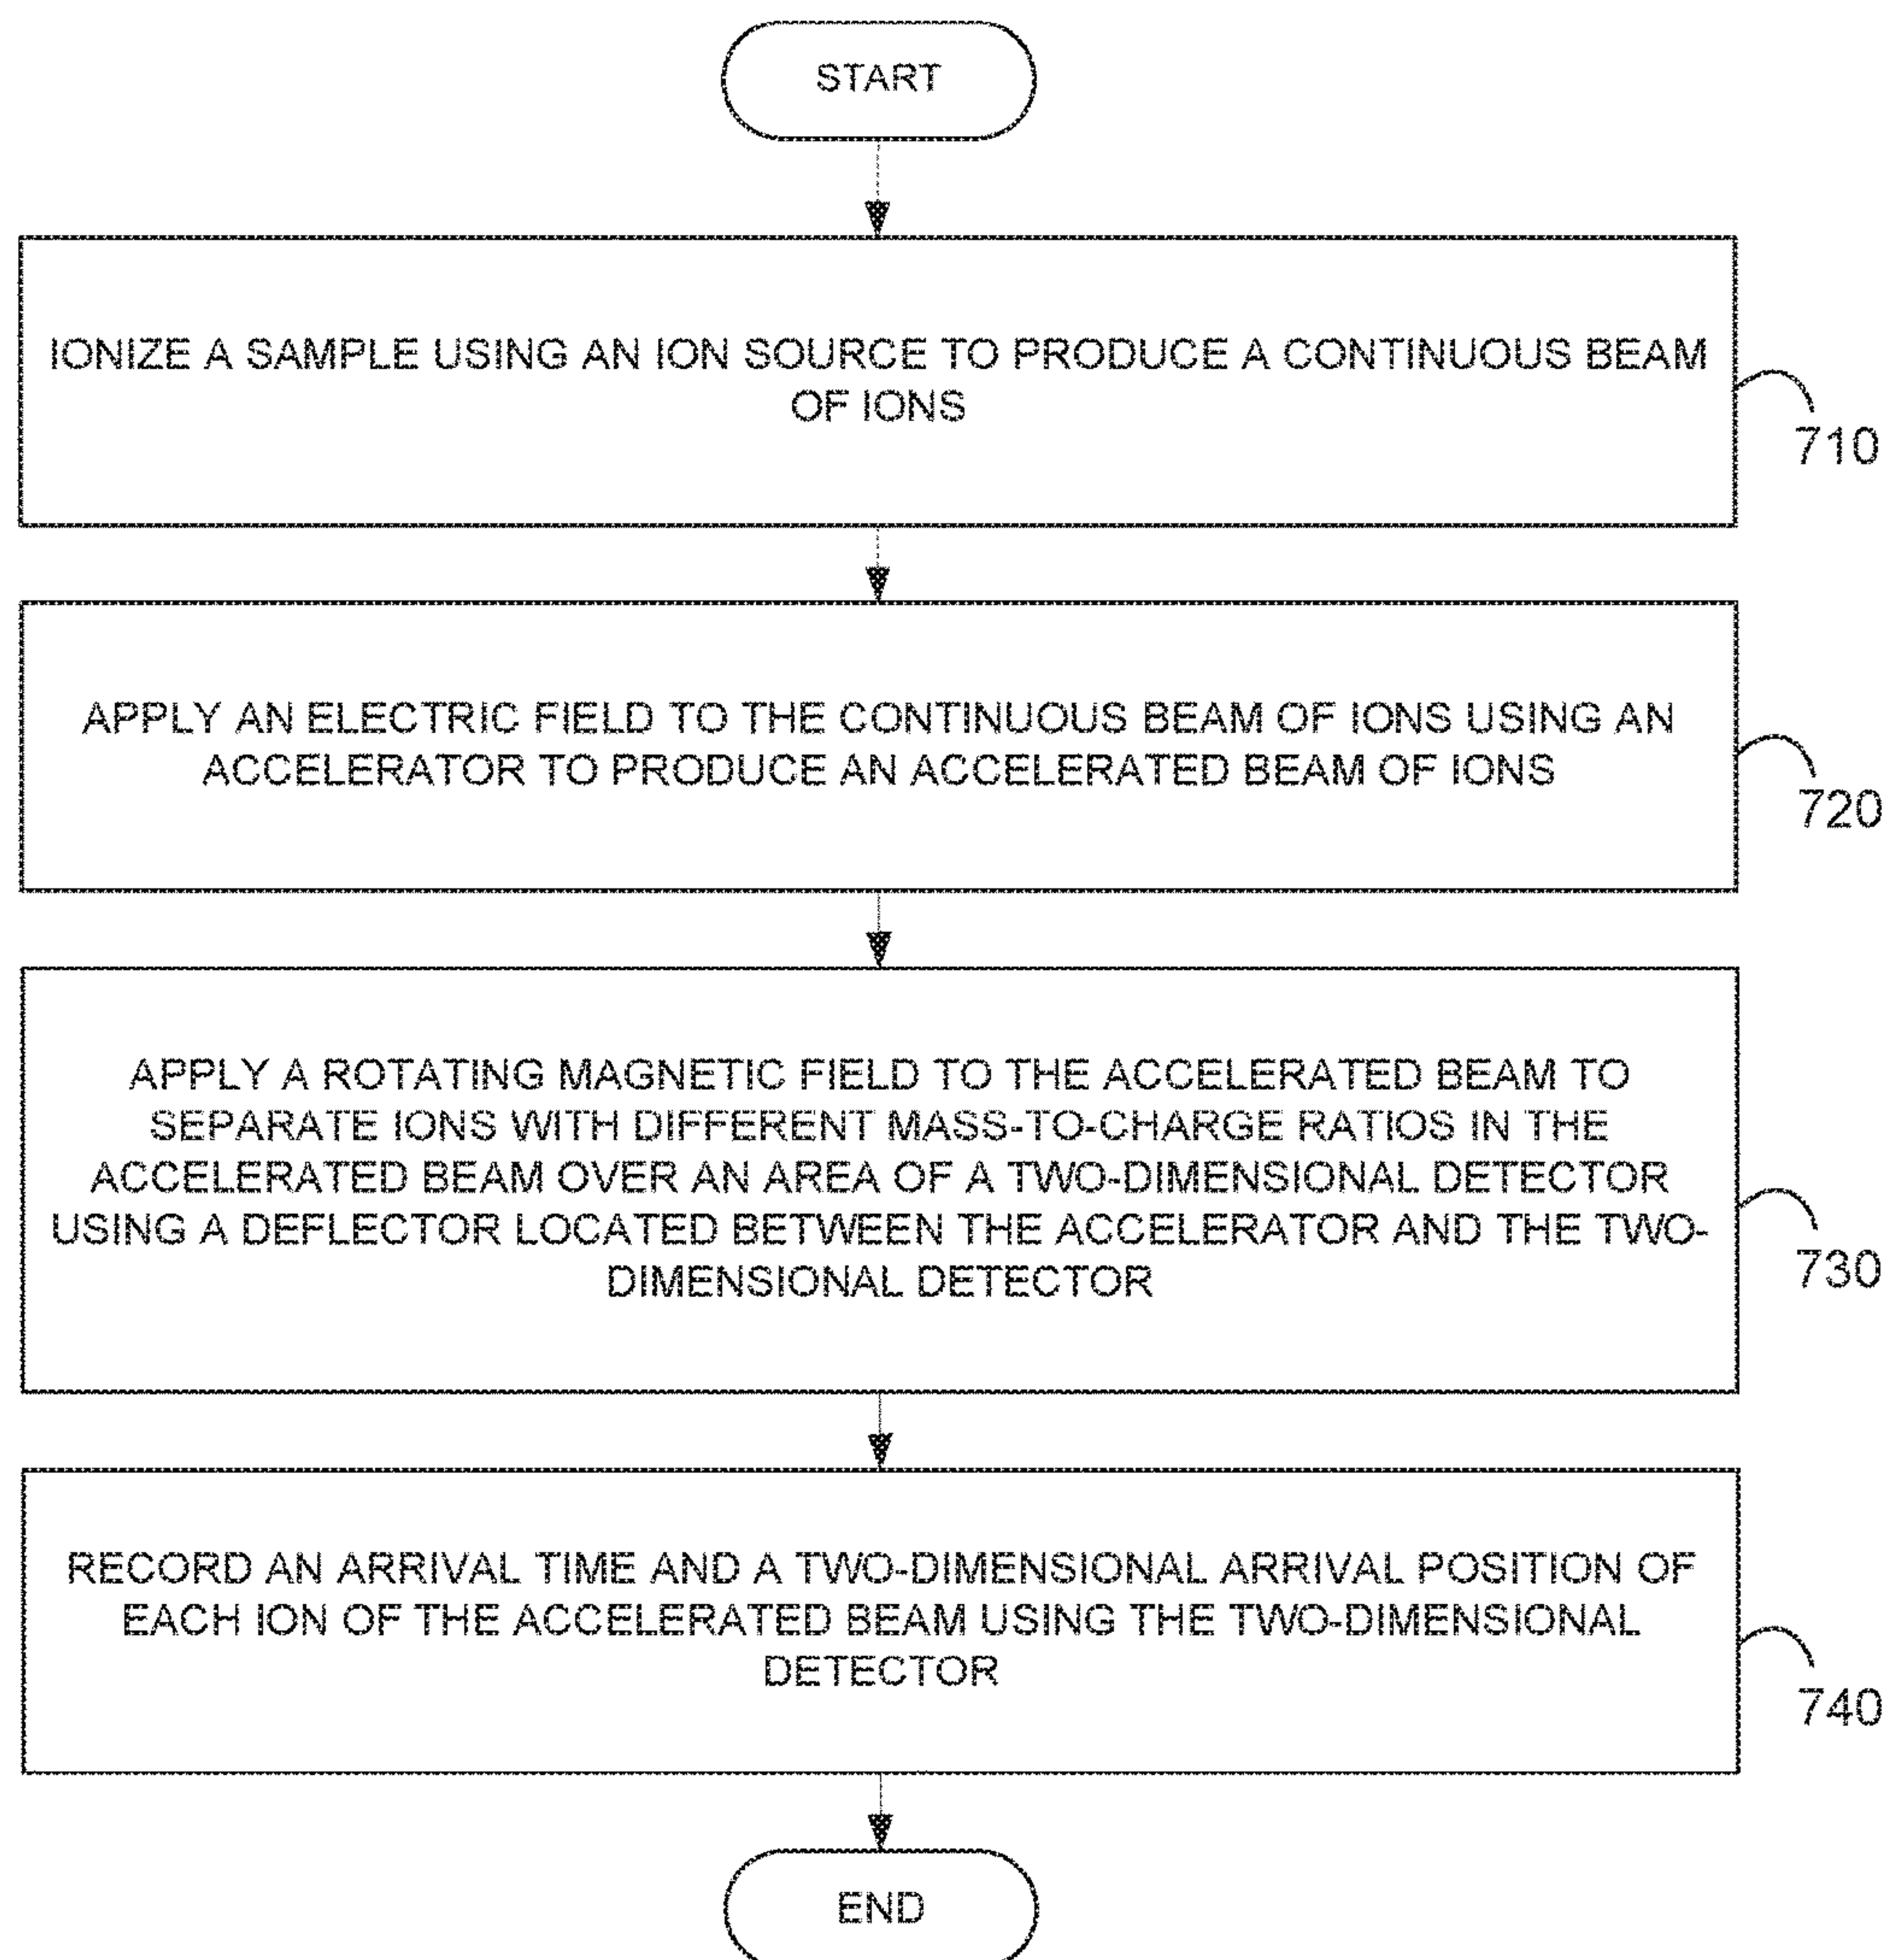 START
IONIZE A SAMPLE USING AN ION SOURCE TO PRODUCE A CONTINUOUS BEAM
OF IONS
710
APPLY AN ELECTRIC FIELD TO THE CONTINUOUS BEAM OF IONS USING AN
ACCELERATOR TO PRODUCE AN ACCELERATED BEAM OF IONS
720
APPLY A ROTATING MAGNETIC FIELD TO THE ACCELERATED BEAM TO
SEPARATE IONS WITH DIFFERENT MASS-TO-CHARGE RATIOS IN THE
ACCELERATED BEAM OVER AN AREA OF A TWO-DIMENSIONAL DETECTOR
USING A DEFLECTOR LOCATED BETWEEN THE ACCELERATOR AND THE TWO-
DIMENSIONAL DETECTOR
730
RECORD AN ARRIVAL TIME AND A TWO-DIMENSIONAL ARRIVAL POSITION OF
EACH ION OF THE ACCELERATED BEAM USING THE TWO-DIMENSIONAL
DETECTOR
740
END